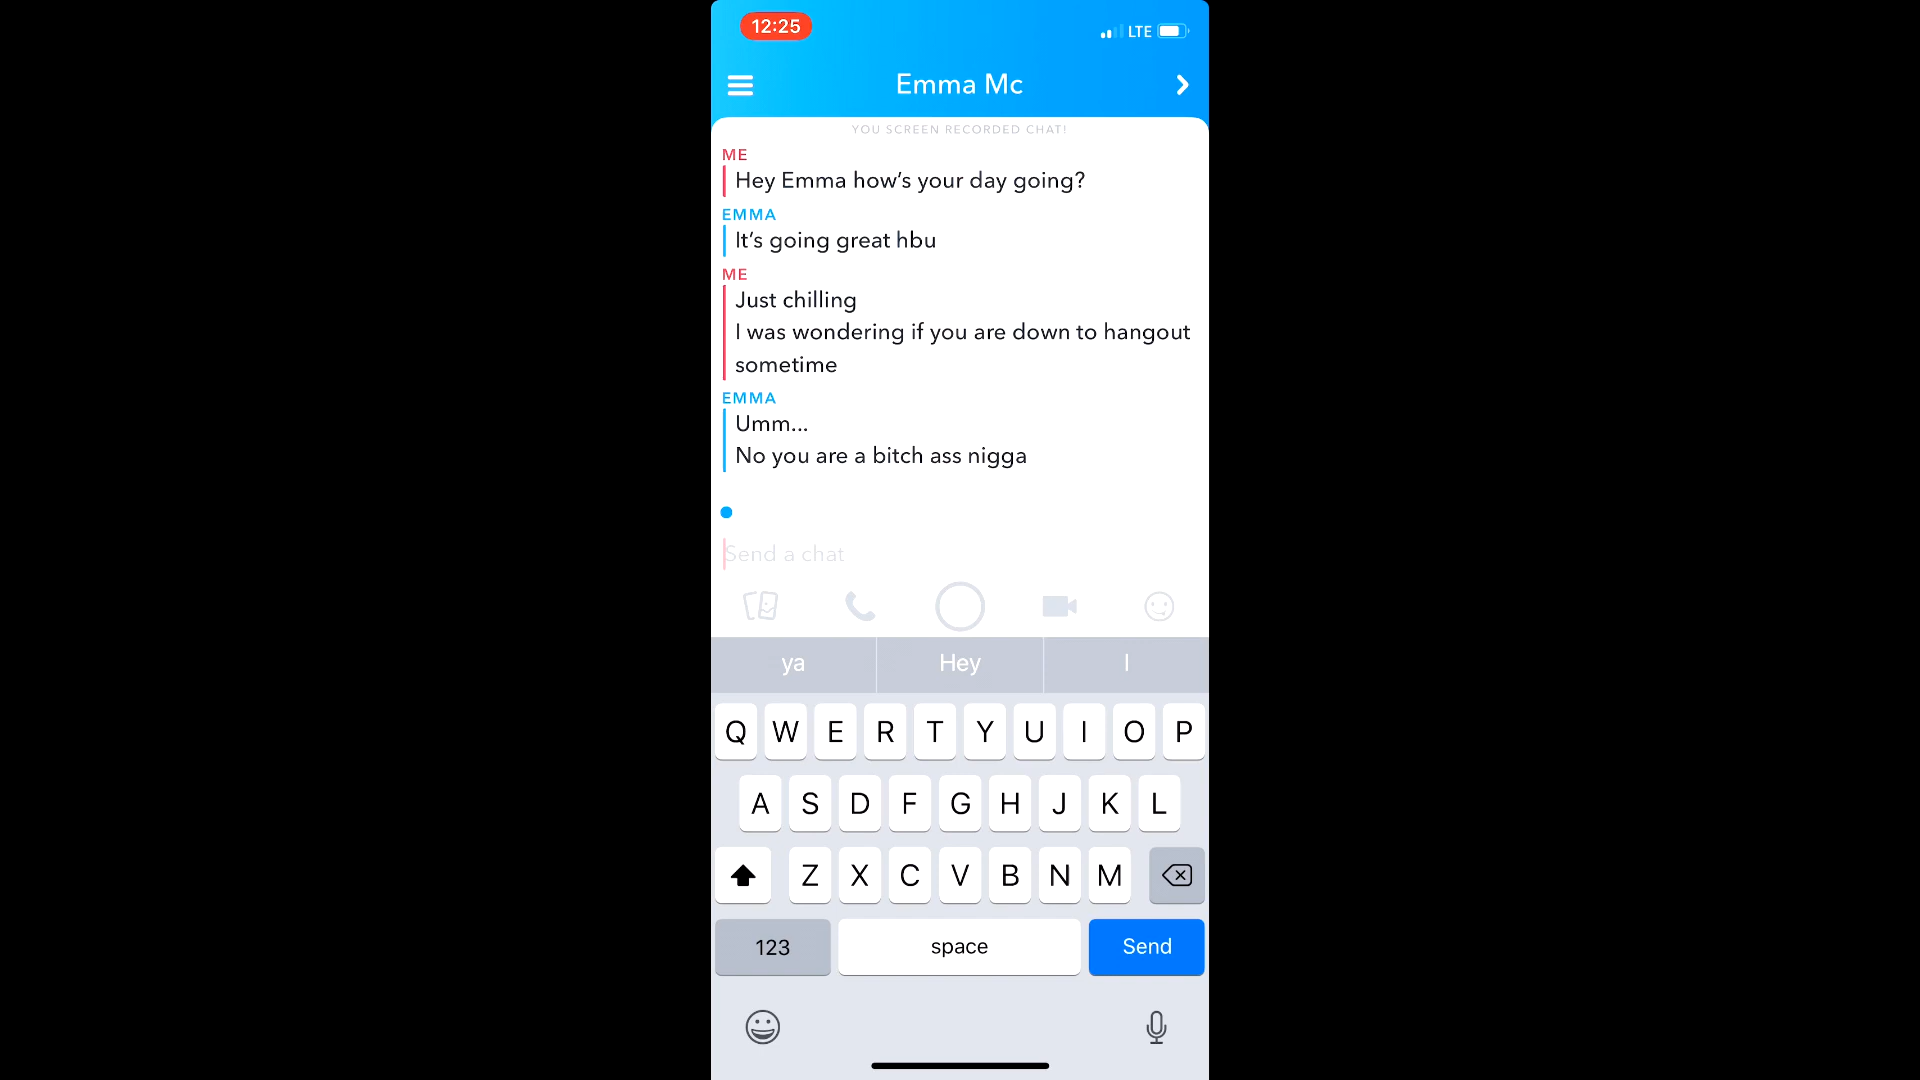 12:25
LTE
Emma Mc
YOU SCREEN RECORDED CHAT!
ME
Hey Emma how's your day going?
EMMA
It's going great hbu
ME
Just chilling
I was wondering if you are down to hangout
sometime
EMMA
Umm...
No you are a bitch ass nigga
Send a chat
ya Hey I
Q W E R T Y U I O P
A S D F G H J K L
Z X C V B N M
123 space Send